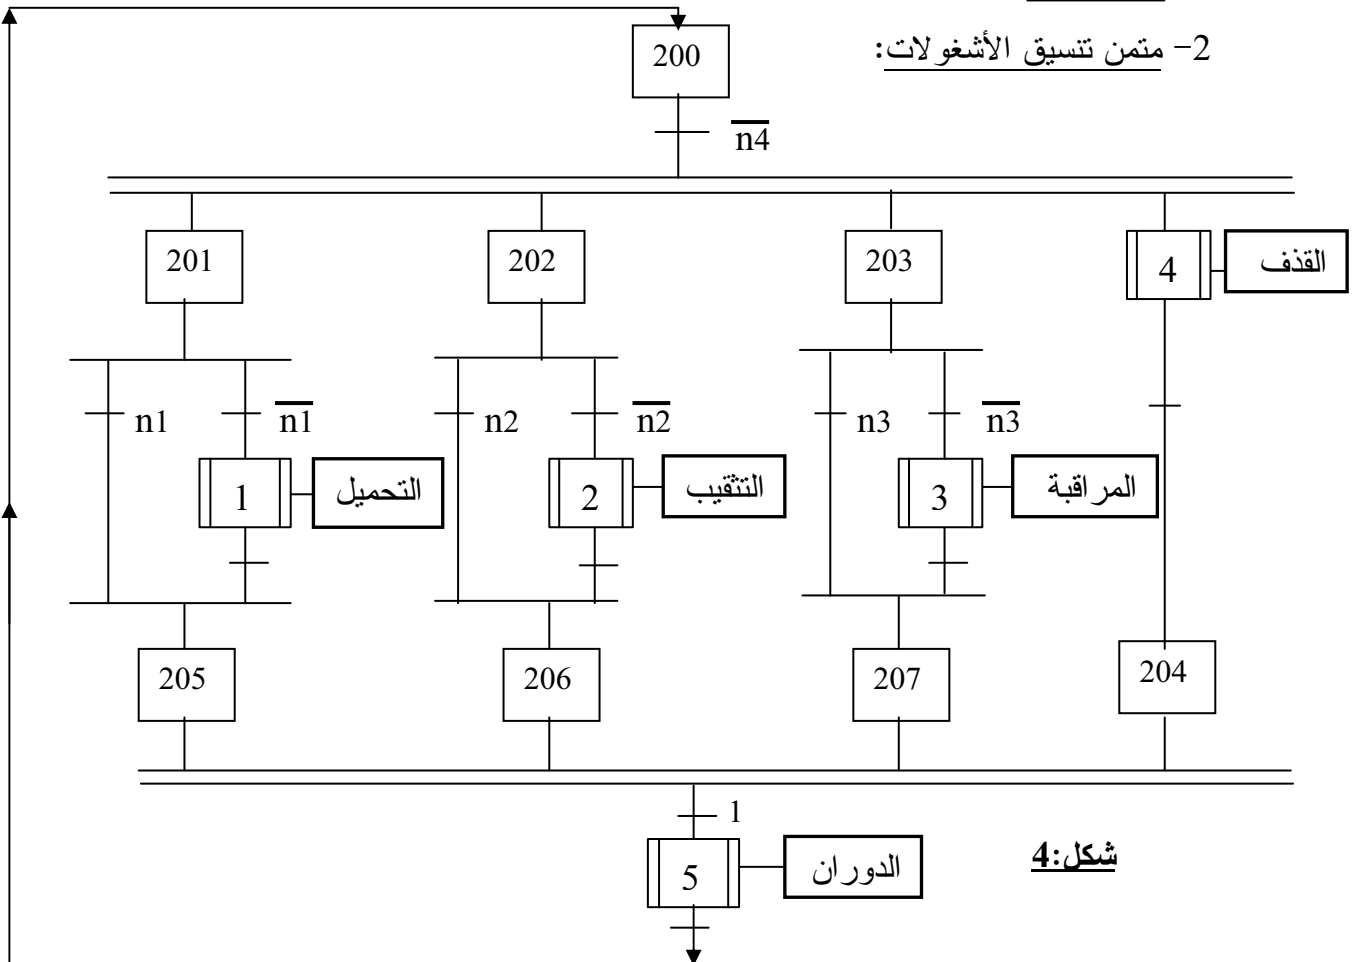 2- متمن تنسيق الأشغولات:
200
n4̅
201
202
203
4
القذف
n1
n1̅
n2
n2̅
n3
n3̅
1
التحميل
2
التثقيب
3
المراقبة
205
206
207
204
1
5
الدوران
شكل:4